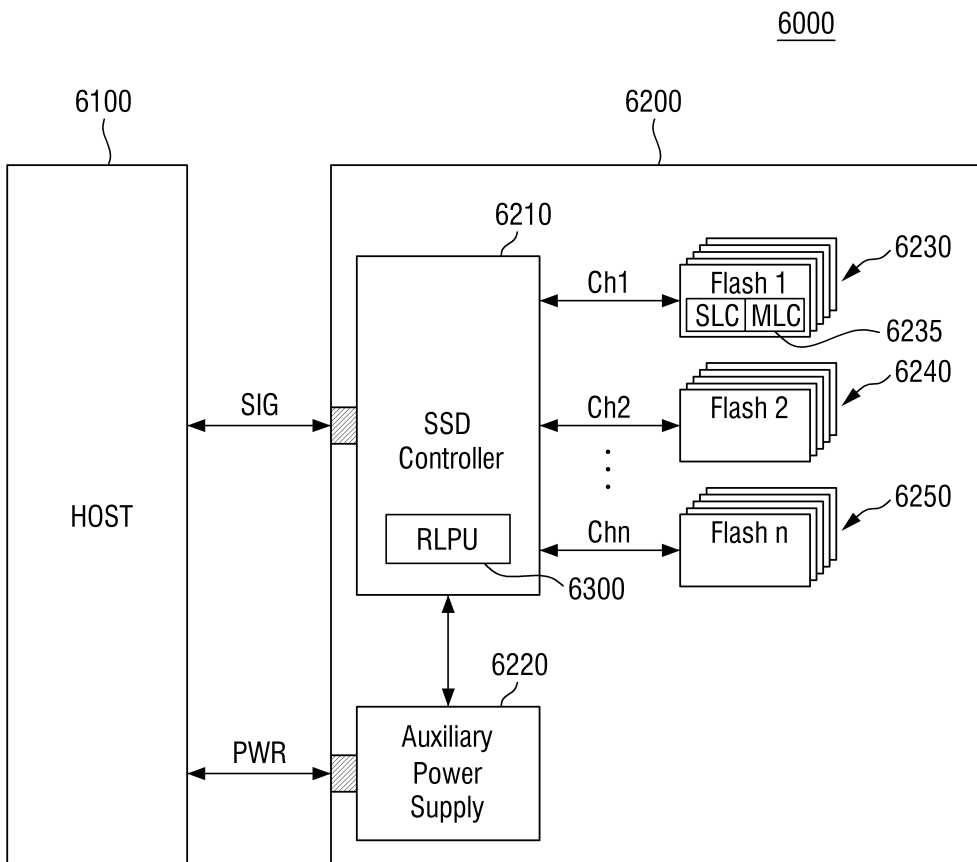 6000
6100
6200
6210
Ch1
Flash 1
SLC MLC
6230
6235
SIG
SSD
Controller
Ch2
Flash 2
6240
HOST
RLPU
6300
Chn
Flash n
6250
6220
PWR
Auxiliary
Power
Supply